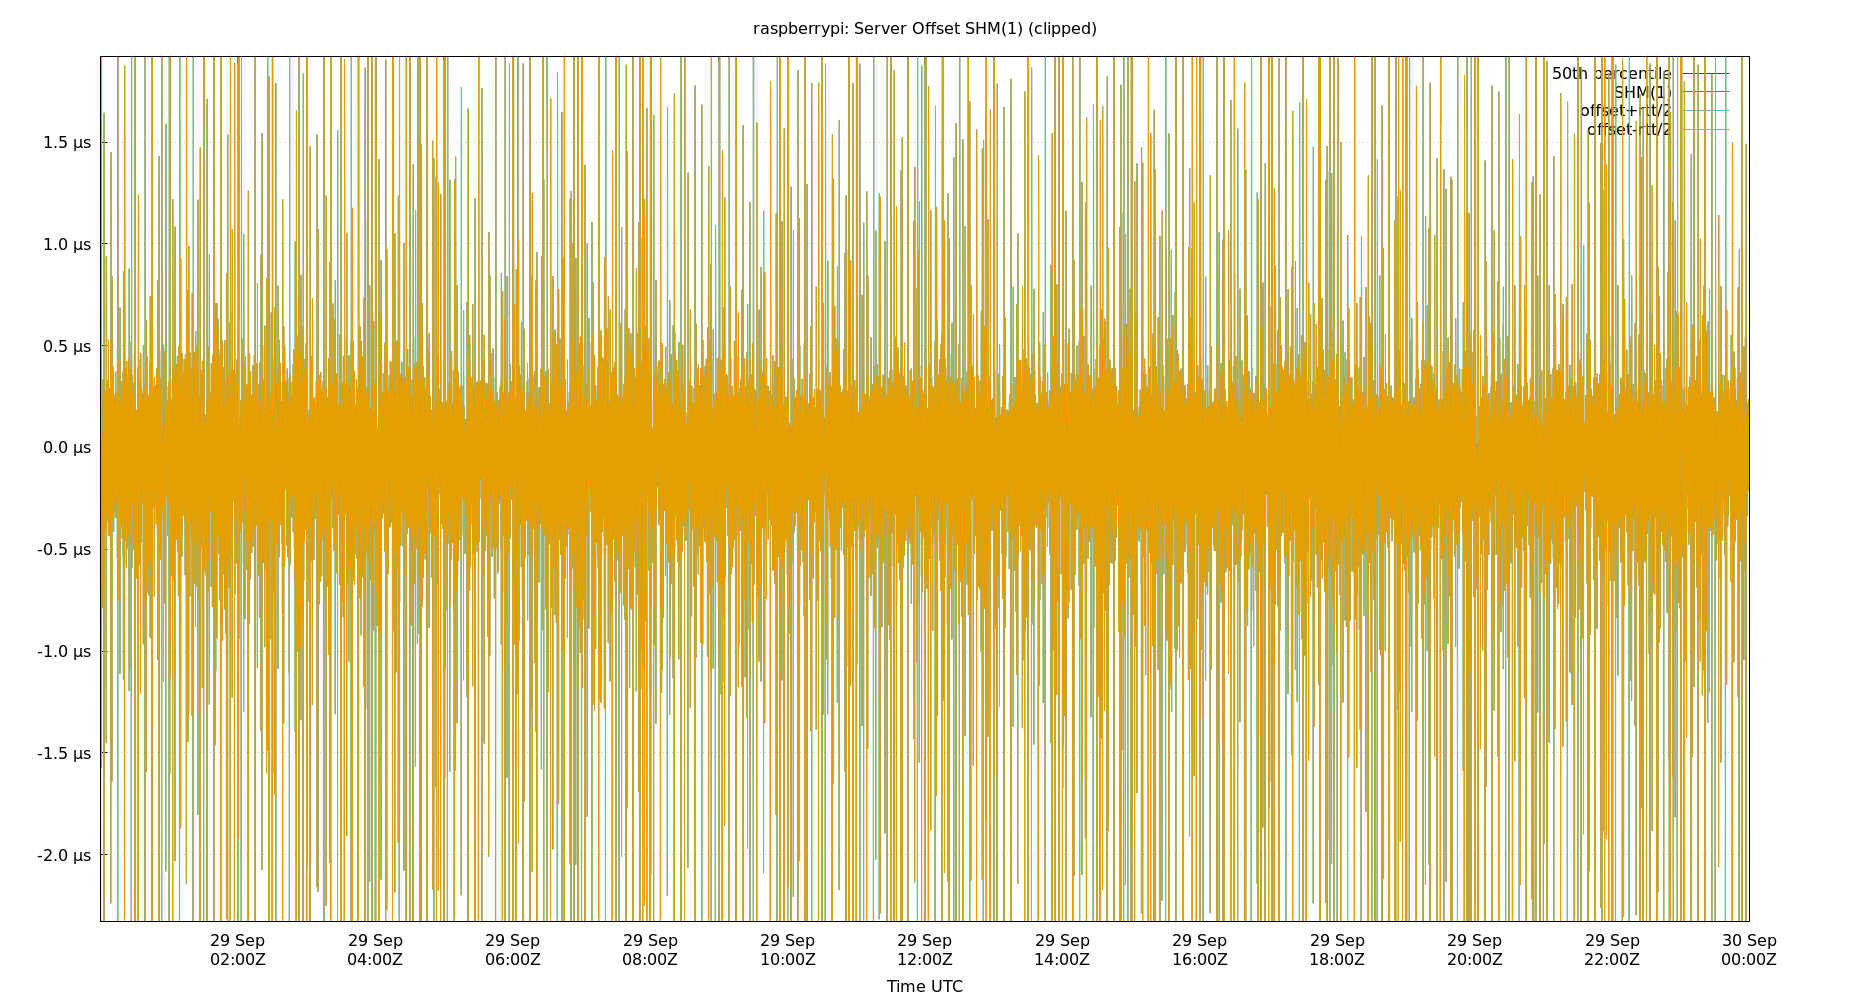 raspberrypi: Server Offset SHM(1) (clipped)
50th percentile
SHM(1)
offset+rtt/2
offset-rtt/2
1.5 µs
1.0 µs
0.5 µs
0.0 µs
-0.5 µs
-1.0 µs
-1.5 µs
-2.0 µs
29 Sep 29 Sep 29 Sep 29 Sep 29 Sep 29 Sep 29 Sep 29 Sep 29 Sep 29 Sep 29 Sep 30 Sep
02:00Z 04:00Z 06:00Z 08:00Z 10:00Z 12:00Z 14:00Z 16:00Z 18:00Z 20:00Z 22:00Z 00:00Z
Time UTC